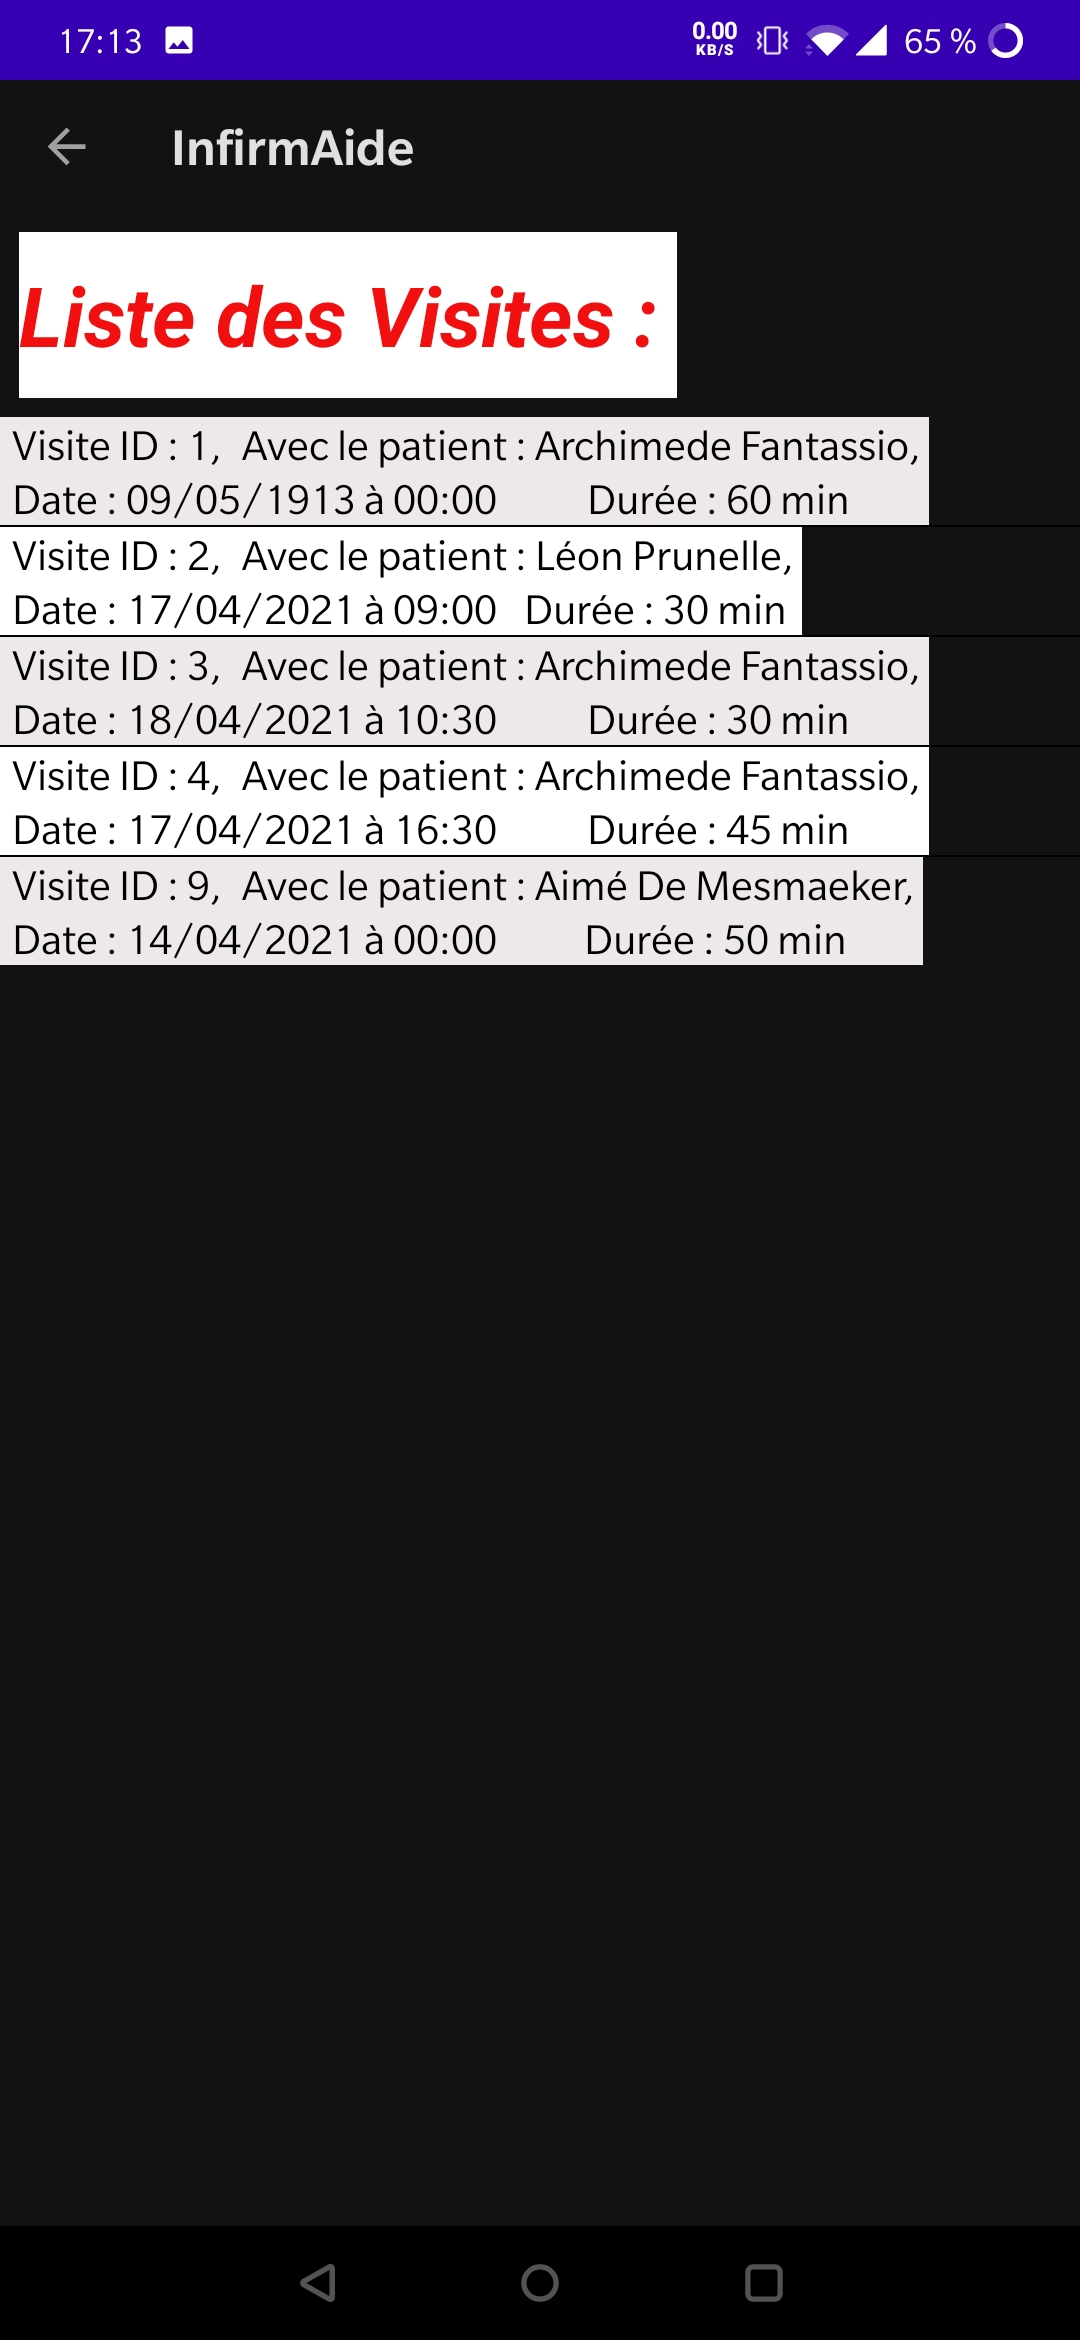 17:13 0.00 KB/S 65 %
InfirmAide
Liste des Visites :
Visite ID : 1, Avec le patient : Archimede Fantassio,
Date : 09/05/1913 à 00:00 Durée : 60 min
Visite ID : 2, Avec le patient : Léon Prunelle,
Date : 17/04/2021 à 09:00 Durée : 30 min
Visite ID : 3, Avec le patient : Archimede Fantassio,
Date : 18/04/2021 à 10:30 Durée : 30 min
Visite ID : 4, Avec le patient : Archimede Fantassio,
Date : 17/04/2021 à 16:30 Durée : 45 min
Visite ID : 9, Avec le patient : Aimé De Mesmaeker,
Date : 14/04/2021 à 00:00 Durée : 50 min